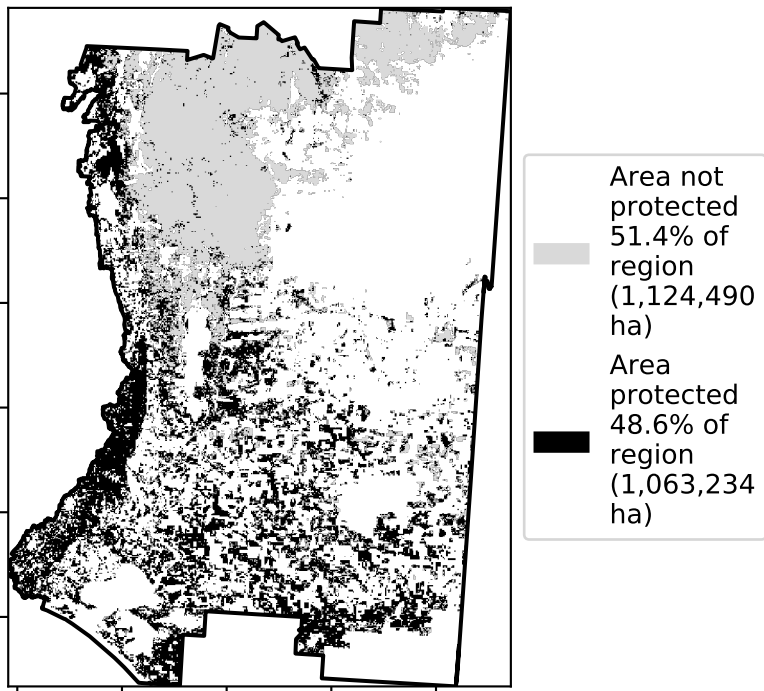 Area not
protected
51.4% of
region
(1,124,490
ha)
Area
protected
48.6% of
region
(1,063,234
ha)